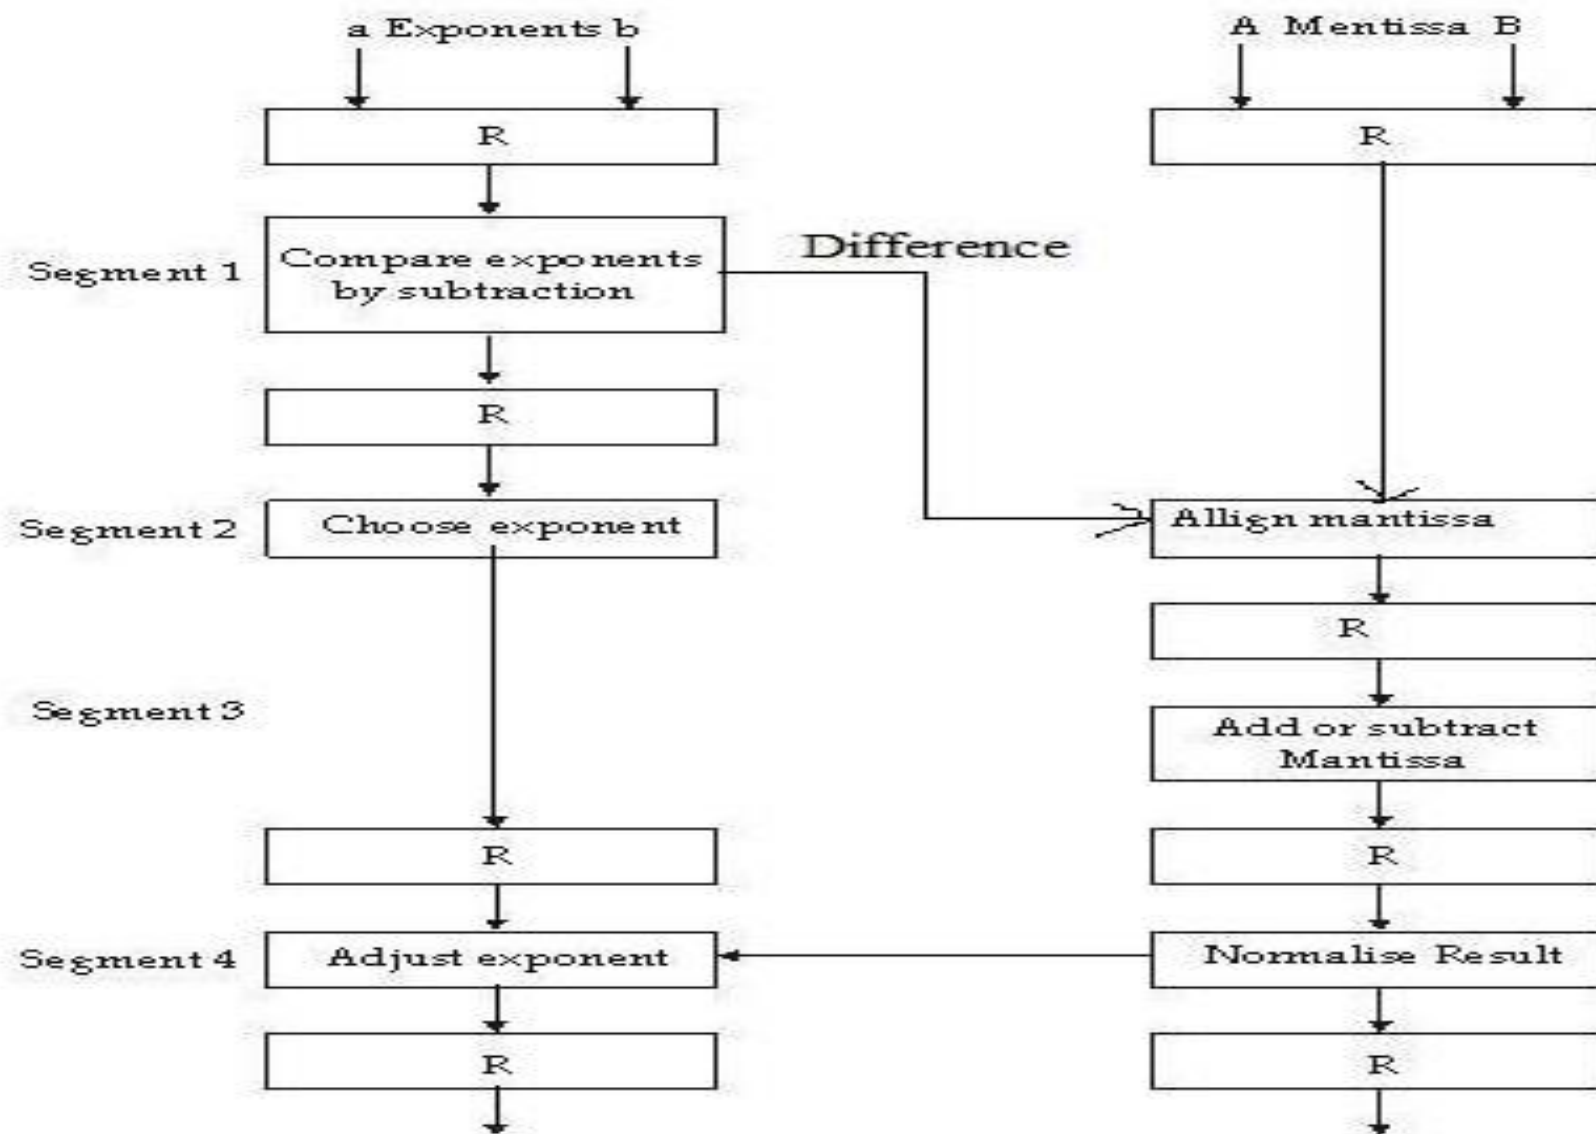 a Exponents b
A Mentissa B
R
R
Segment 1
Compare exponents
by subtraction
Difference
R
Segment 2
Choose exponent
Allign mantissa
R
Segment 3
Add or subtract
Mantissa
R
R
Segment 4
Adjust exponent
Normalise Result
R
R